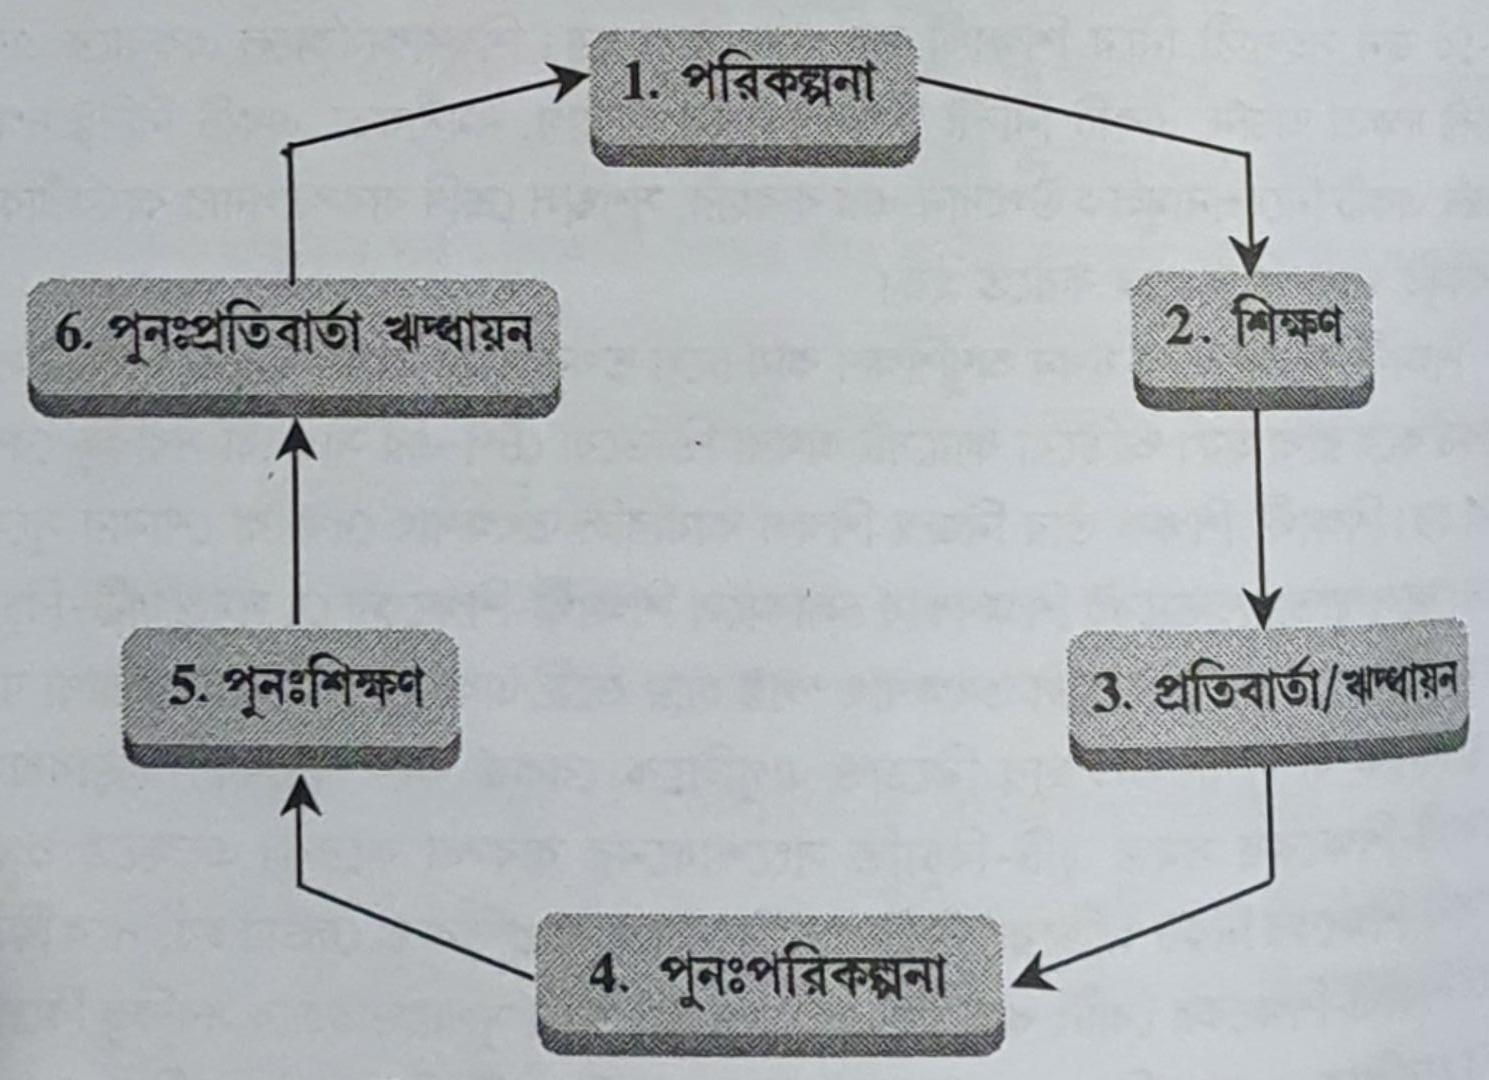 1. পরিকল্পনা
2. শিক্ষণ
3. প্রতিবার্তা/ঋদ্ধায়ন
4. পুনঃপরিকল্পনা
5. পুনঃশিক্ষণ
6. পুনঃপ্রতিবার্তা ঋদ্ধায়ন